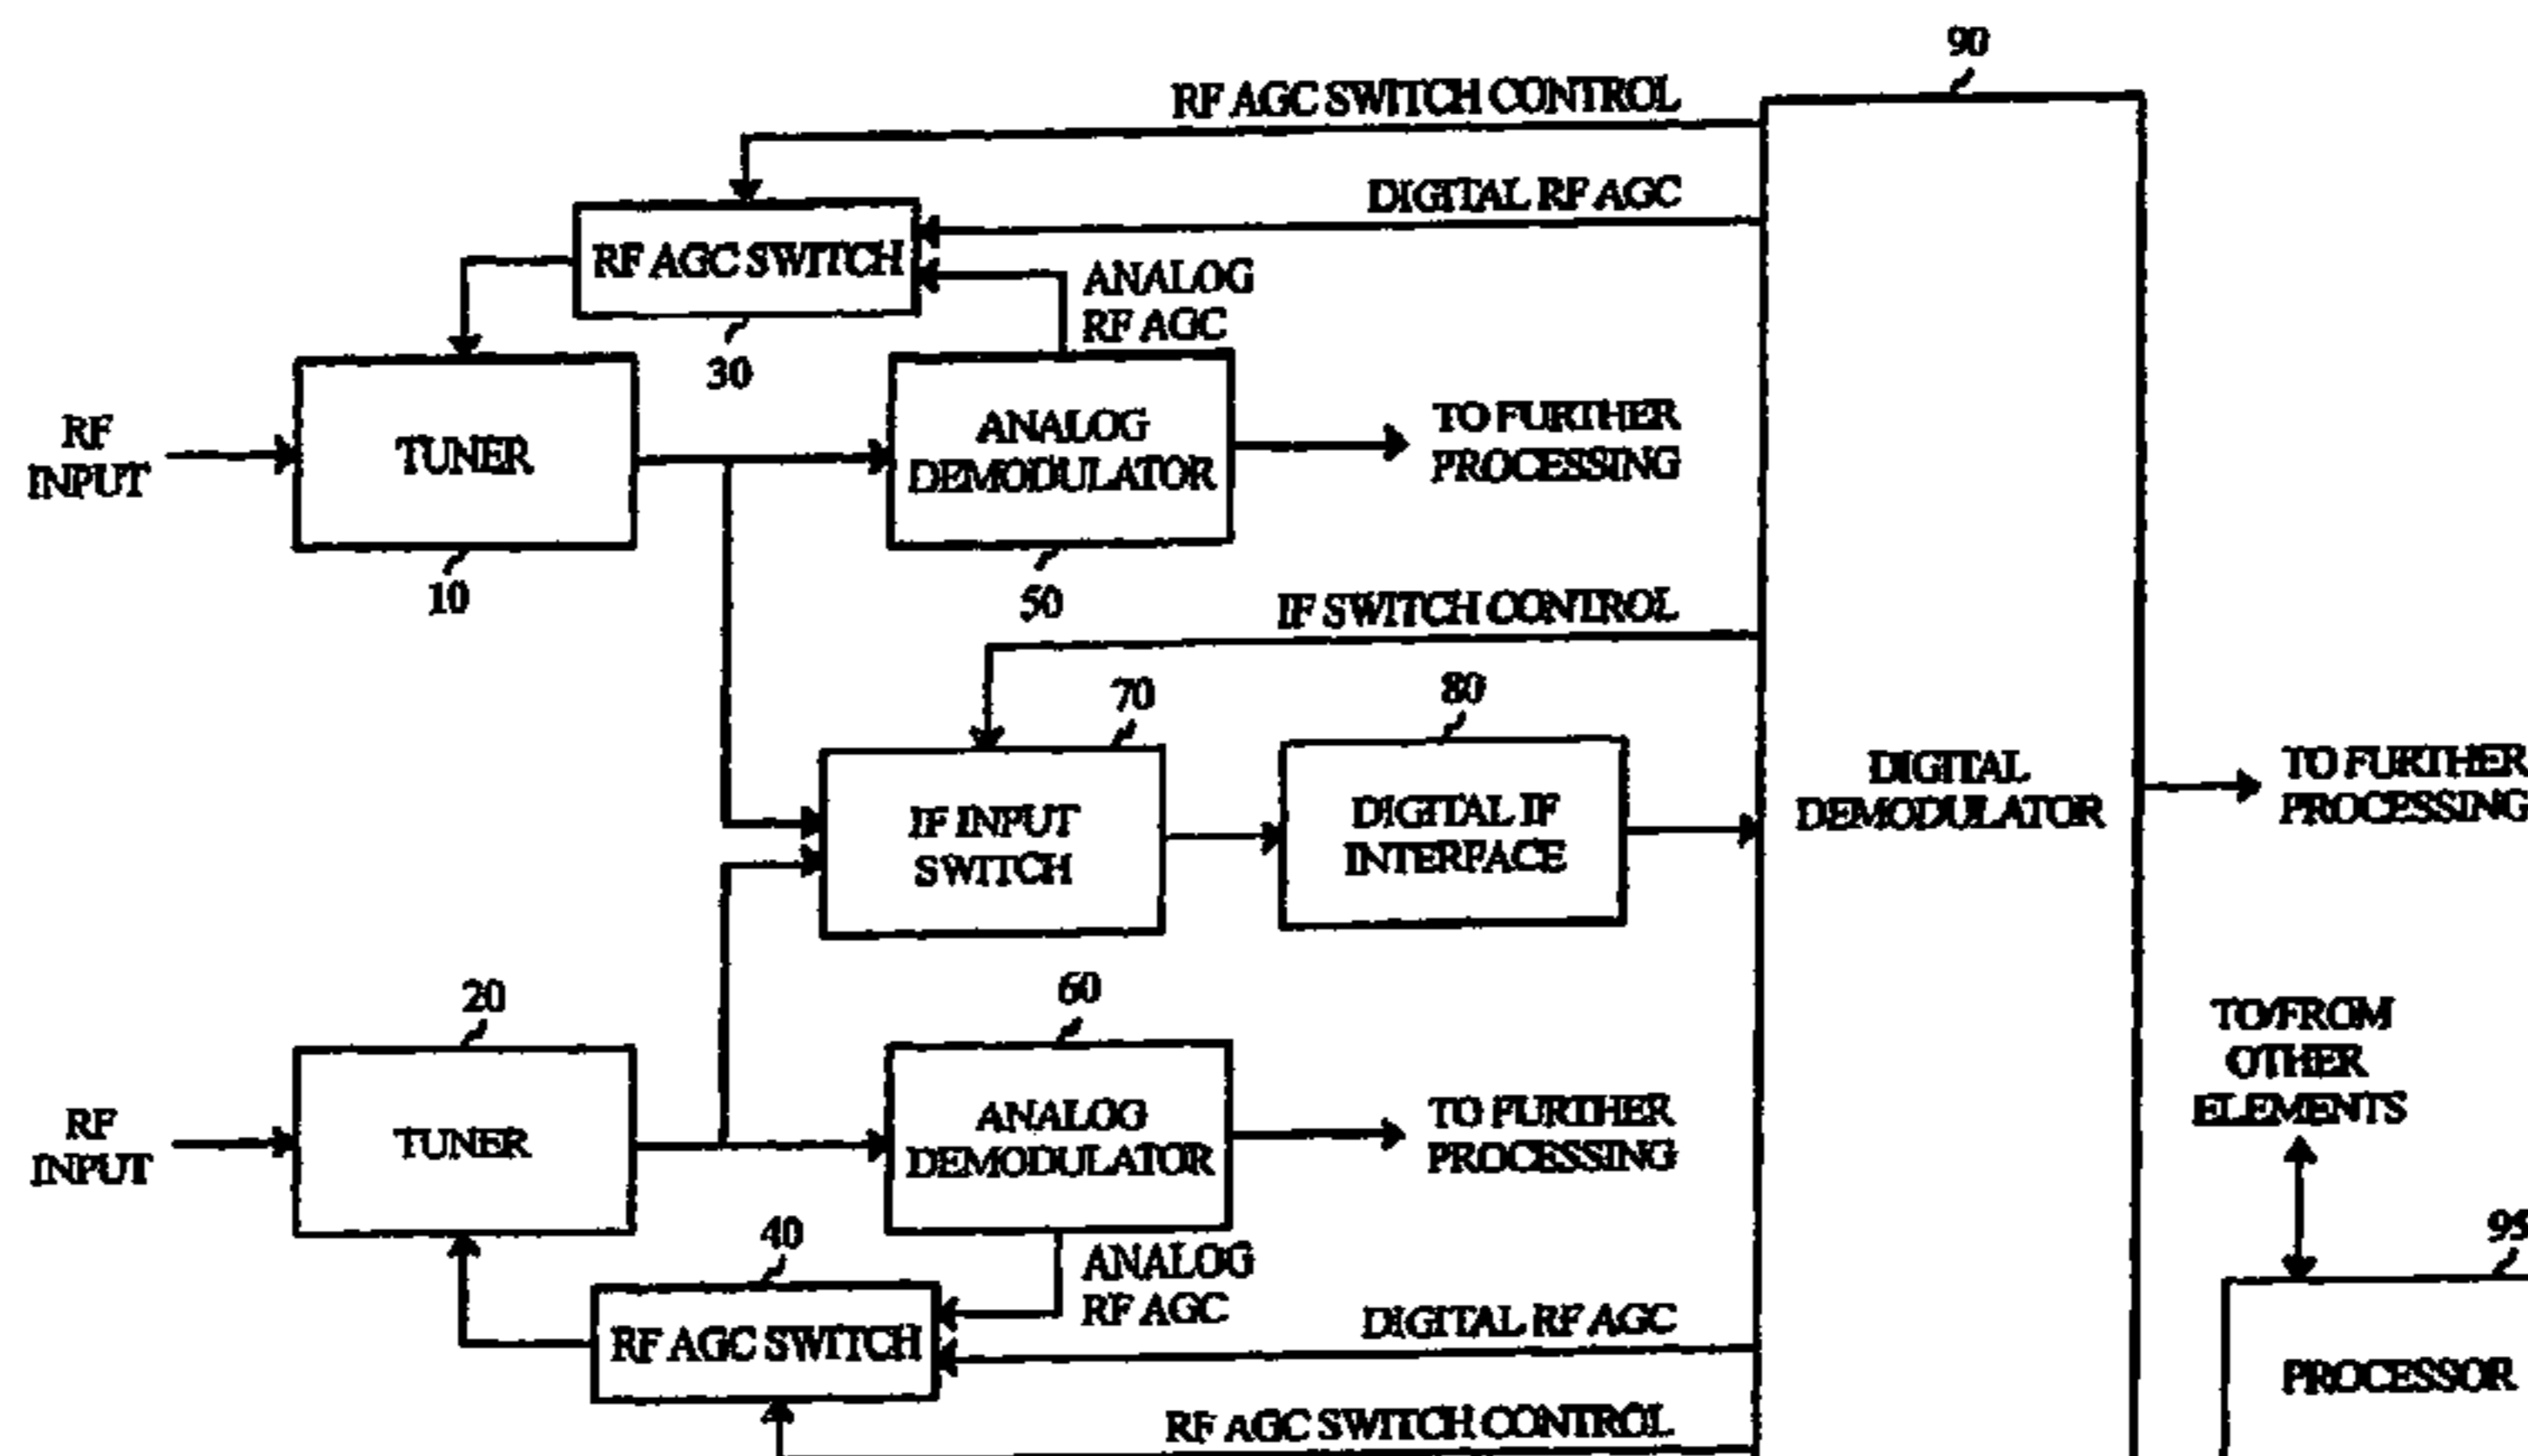 90
RF AGC SWITCH CONTROL
DIGITAL RF AGC
RF AGC SWITCH
ANALOG
RF AGC
30
RF
INPUT
TUNER
ANALOG
DEMODULATOR
TO FURTHER
PROCESSING
10
50
IF SWITCH CONTROL
70
80
IF INPUT
SWITCH
DIGITAL IF
INTERFACE
DIGITAL
DEMODULATOR
TO FURTHER
PROCESSING
20
60
TO/FROM
OTHER
ELEMENTS
RF
INPUT
TUNER
ANALOG
DEMODULATOR
TO FURTHER
PROCESSING
40
95
ANALOG
RF AGC
RF AGC SWITCH
DIGITAL RF AGC
PROCESSOR
RF AGC SWITCH CONTROL